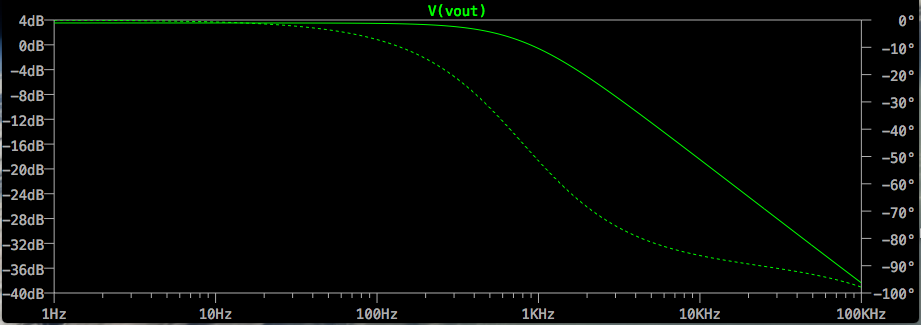 V(vout)
4dB
0dB
-4dB
-8dB
-12dB
-16dB
-20dB
-24dB
-28dB
-32dB
-36dB
-40dB
0°
-10°
-20°
-30°
-40°
-50°
-60°
-70°
-80°
-90°
-100°
1Hz
10Hz
100Hz
1KHz
10KHz
100KHz